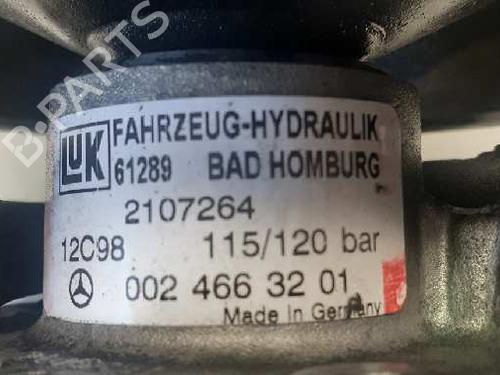 B-PARTS
LuK FAHRZEUG-HYDRAULIK
61289 BAD HOMBURG
2107264
12C98 115/120 bar
002 466 32 01
Made in Germany